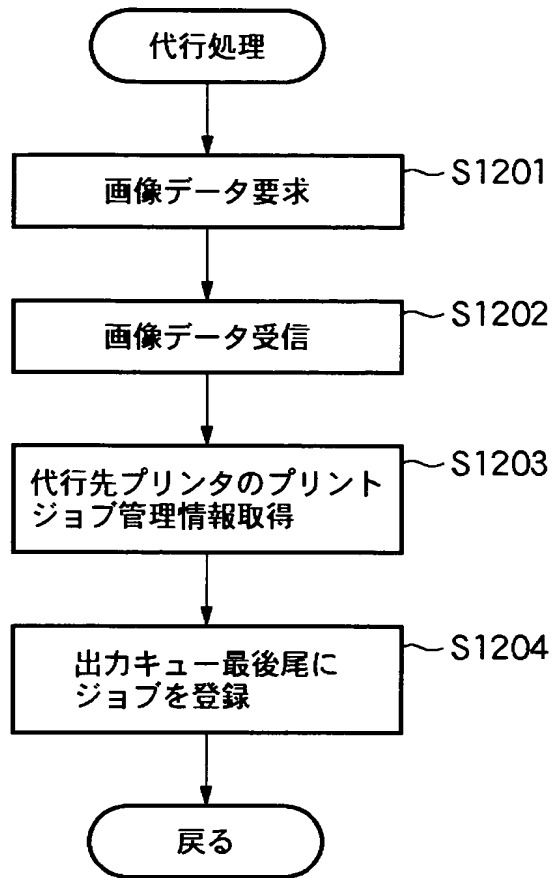 代行処理
画像データ要求
S1201
画像データ受信
S1202
代行先プリンタのプリント
ジョブ管理情報取得
S1203
出力キュー最後尾に
ジョブを登録
S1204
戻る